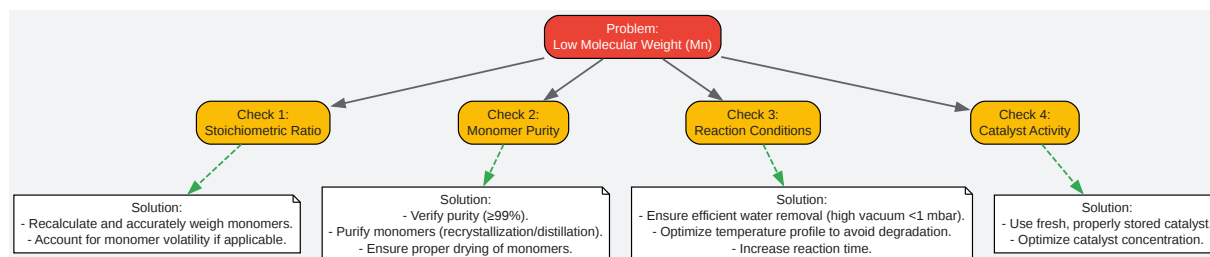 Problem:
Low Molecular Weight (Mn)
Check 1:
Stoichiometric Ratio
Check 2:
Monomer Purity
Check 3:
Reaction Conditions
Check 4:
Catalyst Activity
Solution:
- Recalculate and accurately weigh monomers.
- Account for monomer volatility if applicable.
Solution:
- Verify purity (≥99%).
- Purify monomers (recrystallization/distillation).
- Ensure proper drying of monomers.
Solution:
- Ensure efficient water removal (high vacuum <1 mbar).
- Optimize temperature profile to avoid degradation.
- Increase reaction time.
Solution:
- Use fresh, properly stored catalyst.
- Optimize catalyst concentration.